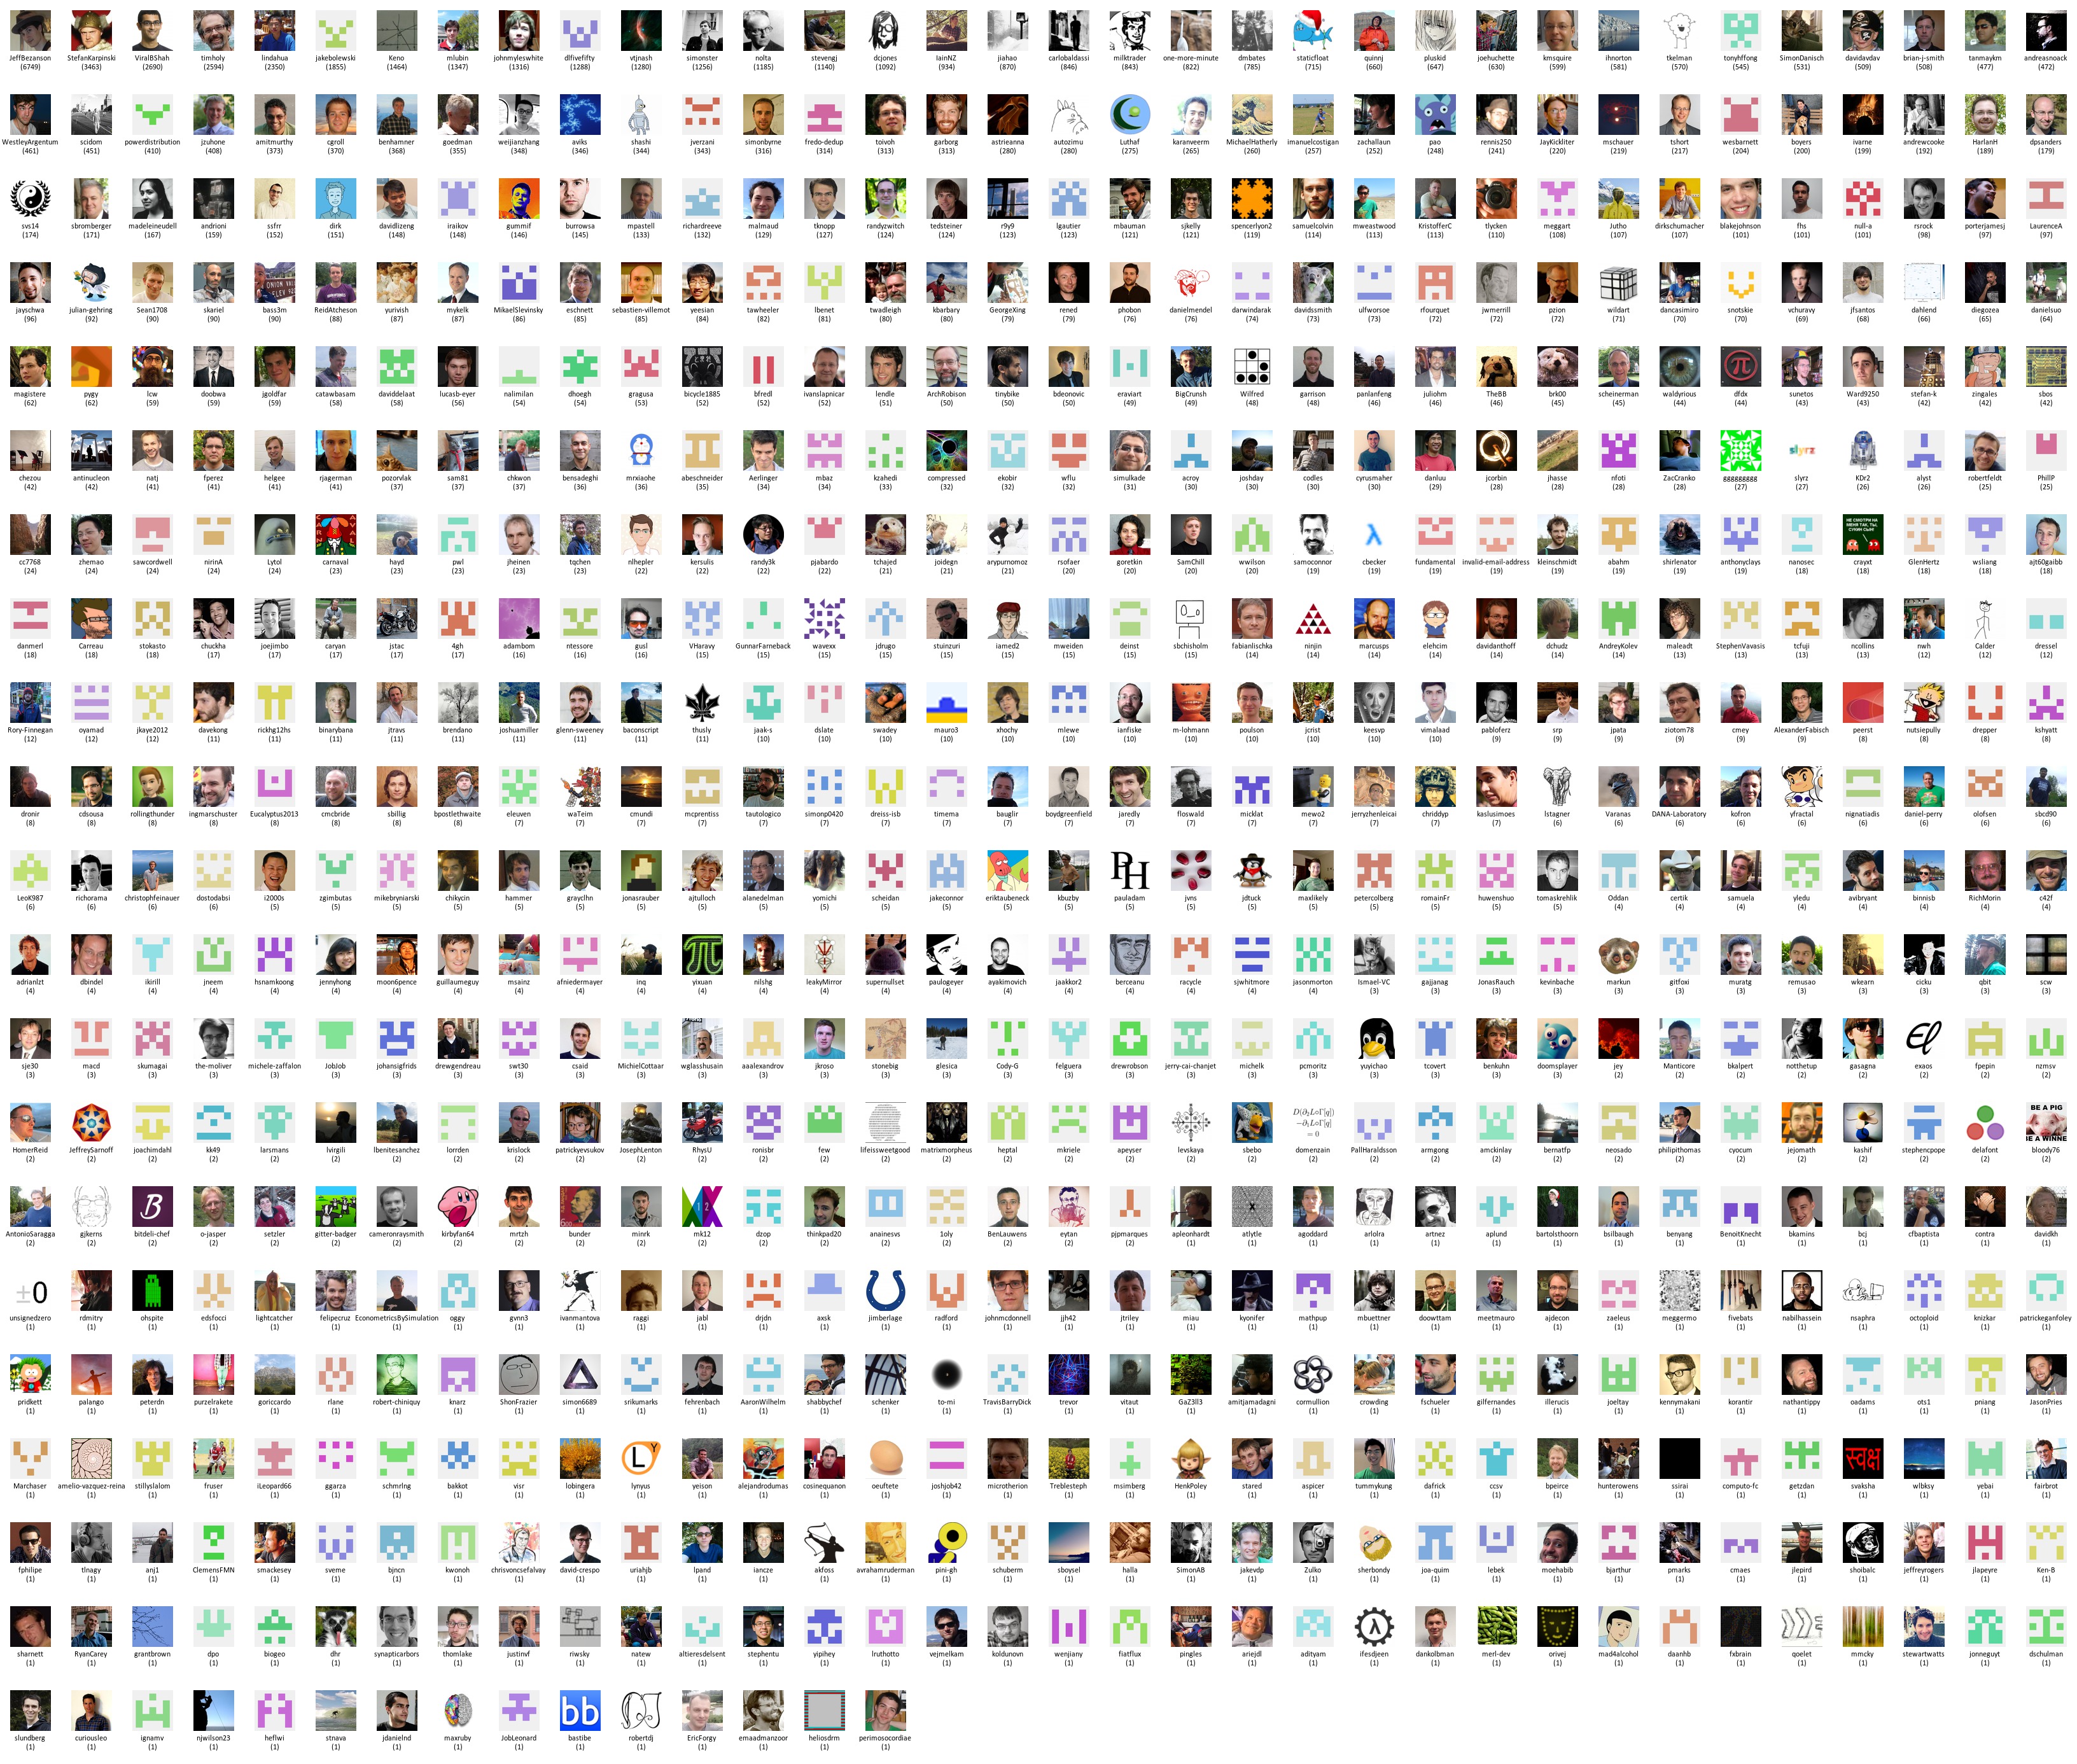 JeffBezanson StefanKarpinski ViralBShah timholy lindahua jakebolewski Keno mlubin johnmyleswhite dlfivefifty vtjnash simonster nolta stevengj dcjones IainNZ jiahao carlobaldassi milktrader one-more-minute dmbates staticfloat quinnj pluskid joehuchette kmsquire ihnorton tkelman tonyhffong SimonDanisch davidavdav brian-j-smith tanmaykm andreasnoack
(6749) (3463) (2690) (2594) (2350) (1855) (1464) (1347) (1316) (1288) (1280) (1256) (1185) (1140) (1092) (934) (870) (846) (843) (822) (785) (715) (660) (647) (630) (599) (581) (570) (545) (531) (509) (508) (477) (472)
WestleyArgentum scidom powerdistribution jzuhone amitmurthy cgroll benhamner goedman weijianzhang aviks shashi jverzani simonbyrne fredo-dedup toivoh garborg astrieanna autozimu Luthaf karanveerm MichaelHatherly imanuelcostigan zachallaun pao rennis250 JayKickliter mschauer tshort wesbarnett boyers ivarne andrewcooke HarlanH dpsanders
(461) (451) (410) (408) (373) (370) (368) (355) (348) (346) (344) (343) (316) (314) (313) (304) (280) (280) (275) (265) (260) (257) (252) (248) (241) (220) (219) (217) (204) (200) (199) (192) (189) (179)
svs14 sbromberger madeleineudell andrioni ssfrr dirk davidlizeng iraikov gummif burrowsa mpastell richardreeve malmaud tknopp randyzwitch tedsteiner r9y9 lgautier mbauman sjkelly spencerlyon2 samuelcolvin mweastwood KristofferC tlycken meggart Jutho dirkschumacher blakejohnson fhs null-a rsrock porterjamesj LaurenceA
(174) (171) (167) (159) (152) (151) (148) (148) (146) (145) (133) (132) (129) (127) (124) (124) (123) (123) (121) (121) (119) (114) (113) (113) (110) (108) (107) (107) (101) (101) (101) (98) (97) (97)
jayschwa julian-gehring Sean1708 skariel bass3m ReidAtcheson yurivish mykelk MikaelSlevinsky eschnett sebastien-villemot yeesian tawheeler lbenet twadleigh kbarbary GeorgeXing rened phobon danielmendel darwindarak davidssmith ulfworsoe rfourquet jwmerrill pzion wildart dancasimiro snotskie vchuravy jfsantos dahlend diegozea danielsuo
(96) (92) (90) (90) (90) (88) (87) (87) (86) (85) (85) (84) (82) (81) (80) (80) (79) (79) (76) (76) (74) (73) (73) (72) (72) (72) (71) (70) (70) (69) (68) (66) (65) (64)
magistere pygy lcw doobwa jgoldfar catawbasam daviddelaat lucasb-eyer nalimilan dhoegh gragusa bicycle1885 bfredl ivanslapnicar lendle ArchRobison tinybike bdeonovic eraviart BigCrunsh Wilfred garrison panlanfeng juliohm TheBB brk00 scheinerman waldyrious dfdx sunetos Ward9250 stefan-k zingales sbos
(62) (62) (59) (59) (59) (58) (58) (56) (54) (54) (53) (52) (52) (52) (51) (50) (50) (50) (49) (49) (48) (48) (46) (46) (46) (45) (45) (44) (44) (43) (43) (42) (42) (42)
chezou antinucleon natj fperez helgee rjagerman pozorvlak sam81 chkwon bensadeghi mrxiaohe abeschneider Aerlinger mbaz kzahedi compressed ekobir wflu simulkade acroy joshday codles cyrusmaher danluu jcorbin jhasse nfoti ZacCranko ggggggggg slyrz KDr2 alyst robertfeldt PhillP
(42) (42) (41) (41) (41) (41) (37) (37) (37) (36) (36) (35) (34) (34) (33) (32) (32) (32) (31) (30) (30) (30) (30) (29) (28) (28) (28) (28) (27) (27) (26) (26) (25) (25)
cc7768 zhemao sawcordwell nirinA Lytol carnaval hayd pwl jheinen tqchen nlhepler kersulis randy3k pjabardo tchajed joidegn arypurnomoz rsofaer goretkin SamChill wwilson samoconnor cbecker fundamental invalid-email-address kleinschmidt abahm shirlenator anthonyclays nanosec crayxt GlenHertz wsliang ajt60gaibb
(24) (24) (24) (24) (24) (23) (23) (23) (23) (23) (22) (22) (22) (22) (21) (21) (21) (20) (20) (20) (20) (19) (19) (19) (19) (19) (19) (19) (19) (18) (18) (18) (18) (18)
danmerl Carreau stokasto chuckha joejimbo caryan jstac 4gh adambom ntessore gusl VHaravy GunnarFarneback wavexx jdrugo stuinzuri iamed2 mweiden deinst sbchisholm fabianlischka ninjin marcusps elehcim davidanthoff dchudz AndreyKolev maleadt StephenVavasis tcfuji ncollins nwh Calder dressel
(18) (18) (18) (17) (17) (17) (17) (17) (16) (16) (16) (15) (15) (15) (15) (15) (15) (15) (15) (15) (14) (14) (14) (14) (14) (14) (14) (13) (13) (13) (13) (12) (12) (12)
Rory-Finnegan oyamad jkaye2012 davekong rickhg12hs binarybana jtravs brendano joshuamiller glenn-sweeney baconscript thusly jaak-s dslate swadey mauro3 xhochy mlewe ianfiske m-lohmann poulson jcrist keesvp vimalaad pabloferz srp jpata ziotom78 cmey AlexanderFabisch peerst nutsiepully drepper kshyatt
(12) (12) (12) (12) (11) (11) (11) (11) (11) (11) (11) (11) (10) (10) (10) (10) (10) (10) (10) (10) (10) (10) (10) (10) (9) (9) (9) (9) (9) (9) (8) (8) (8) (8)
dronir cdsousa rollingthunder ingmarschuster Eucalyptus2013 cmcbride sbillig bpostlethwaite eleuven waTeim cmundi mcprentiss tautologico simonp0420 dreiss-isb timema bauglir boydgreenfield jaredly floswald micklat mewo2 jerryzhenleicai chriddyp kaslusimoes lstagner Varanas DANA-Laboratory kofron yfractal nignatiadis daniel-perry olofsen sbcd90
(8) (8) (8) (8) (8) (8) (8) (8) (7) (7) (7) (7) (7) (7) (7) (7) (7) (7) (7) (7) (7) (7) (7) (7) (7) (6) (6) (6) (6) (6) (6) (6) (6) (6)
LeoK987 richorama christophfeinauer dostodabsi i2000s zgimbutas mikebryniarski chikycin hammer grayclhn jonasrauber ajtulloch alanedelman yomichi scheidan jakeconnor eriktaubeneck kbuzby pauladam jvns jdtuck maxlikely petercolberg romainFr huwenshuo tomaskrehlik Oddan certik samuela yledu avibryant binnisb RichMorin c42f
(6) (6) (6) (6) (5) (5) (5) (5) (5) (5) (5) (5) (5) (5) (5) (5) (5) (5) (5) (5) (5) (5) (5) (5) (5) (5) (4) (4) (4) (4) (4) (4) (4) (4)
adrianlzt dbindel ikirill jneem hsnamkoong jennyhong moon6pence guillaumeguy msainz afniedermayer inq yixuan nilshg leakyMirror supernullset paulogeyer ayakimovich jaakkor2 berceanu racycle sjwhitmore jasonmorton Ismael-VC gajjanag JonasRauch kevinbache markun gitfoxi muratg remusao wkearn cicku qbit scw
(4) (4) (4) (4) (4) (4) (4) (4) (4) (4) (4) (4) (4) (4) (4) (4) (4) (4) (4) (4) (4) (4) (3) (3) (3) (3) (3) (3) (3) (3) (3) (3) (3) (3)
sje30 macd skumagai the-moliver michele-zaffalon JobJob johansigfrids drewgendreau swt30 csaid MichielCottaar wglasshusain aaalexandrov jkroso stonebig glesica Cody-G felguera drewrobson jerry-cai-chanjet michelk pcmoritz yuyichao tcovert benkuhn doomsplayer jey Manticore bkalpert notthetup gasagna exaos fpepin nzmsv
(3) (3) (3) (3) (3) (3) (3) (3) (3) (3) (3) (3) (3) (3) (3) (3) (3) (3) (3) (3) (3) (3) (3) (3) (3) (3) (3) (2) (2) (2) (2) (2) (2) (2)
HomerReid JeffreySarnoff joachimdahl kk49 larsmans lvirgili lbenitesanchez lorrden krislock patrickyevsukov JosephLenton RhysU ronisbr few lifeissweetgood matrixmorpheus heptal mkriele apeyser levskaya sbebo domenzain PallHaraldsson armgong amckinlay bernatfp neosado philipithomas cyocum jejomath kashif stephencpope delafont bloody76
(2) (2) (2) (2) (2) (2) (2) (2) (2) (2) (2) (2) (2) (2) (2) (2) (2) (2) (2) (2) (2) (2) (2) (2) (2) (2) (2) (2) (2) (2) (2) (2) (2) (2)
AntonioSaragga gjkerns bitdeli-chef o-jasper setzler gitter-badger cameronraysmith kirbyfan64 mrtzh bunder minrk mk12 dzop thinkpad20 anainesvs 1oly BenLauwens eytan pjpmarques apleonhardt atlytle agoddard arlolra artnez aplund bartolsthoorn bsilbaugh benyang BenoitKnecht bkamins bcj cfbaptista contra davidkh
(2) (2) (2) (2) (2) (2) (2) (2) (2) (2) (2) (2) (2) (2) (2) (2) (2) (2) (2) (1) (1) (1) (1) (1) (1) (1) (1) (1) (1) (1) (1) (1) (1) (1)
unsignedzero rdmitry ohspite edsfocci lightcatcher felipecruz EconometricsBySimulation oggy gvnn3 ivanmantova raggi jabl drjdn axsk jimberlage radford johnmcdonnell jjh42 jtriley miau kyonifer mathpup mbuettner doowttam meetmauro ajdecon zaeleus meggermo fivebats nabilhassein nsaphra octoploid knizkar patrickeganfoley
(1) (1) (1) (1) (1) (1) (1) (1) (1) (1) (1) (1) (1) (1) (1) (1) (1) (1) (1) (1) (1) (1) (1) (1) (1) (1) (1) (1) (1) (1) (1) (1) (1) (1)
pridkett palango peterdn purzelrakete goriccardo rlane robert-chiniquy knarz ShonFrazier simon6689 srikumarks fehrenbach AaronWilhelm shabbychef schenker to-mi TravisBarryDick trevor vitaut GaZ3ll3 amitjamadagni cormullion crowding fschueler gilfernandes illerucis joeltay kennymakani korantir nathantippy oadams ots1 pniang JasonPries
(1) (1) (1) (1) (1) (1) (1) (1) (1) (1) (1) (1) (1) (1) (1) (1) (1) (1) (1) (1) (1) (1) (1) (1) (1) (1) (1) (1) (1) (1) (1) (1) (1) (1)
Marchaser amelio-vazquez-reina stillyslalom fruser iLeopard66 ggarza schmrlng bakkot visr lobingera lynyus yeison alejandrodumas cosinequanon oeuftete joshjob42 microtherion Treblesteph msimberg HenkPoley stared aspicer tummykung dafrick ccsv bpeirce hunterowens ssirai computo-fc getzdan svaksha wlbksy yebai fairbrot
(1) (1) (1) (1) (1) (1) (1) (1) (1) (1) (1) (1) (1) (1) (1) (1) (1) (1) (1) (1) (1) (1) (1) (1) (1) (1) (1) (1) (1) (1) (1) (1) (1) (1)
fphilipe tlnagy anj1 ClemensFMN smackesey sveme bjncn kwonoh chrisvoncsefalvay david-crespo uriahjb lpand iancze akfoss avrahamruderman pini-gh schuberm sboysel halla SimonAB jakevdp Zulko sherbondy joa-quim lebek moehabib bjarthur pmarks cmaes jlepird shoibalc jeffreyrogers jlapeyre Ken-B
(1) (1) (1) (1) (1) (1) (1) (1) (1) (1) (1) (1) (1) (1) (1) (1) (1) (1) (1) (1) (1) (1) (1) (1) (1) (1) (1) (1) (1) (1) (1) (1) (1) (1)
sharnett RyanCarey grantbrown dpo biogeo dhr synapticarbors thomlake justinvf riwsky natew altieresdelsent stephentu yipihey lruthotto vejmelkam koldunovn wenjiany fiatflux pingles ariejdl adityam ifesdjeen dankolbman merl-dev orivej mad4alcohol daanhb fxbrain qoelet mmcky stewartwatts jonneguyt dschulman
(1) (1) (1) (1) (1) (1) (1) (1) (1) (1) (1) (1) (1) (1) (1) (1) (1) (1) (1) (1) (1) (1) (1) (1) (1) (1) (1) (1) (1) (1) (1) (1) (1) (1)
slundberg curiousleo ignamv njwilson23 heflwi stnava jdanielnd maxruby JobLeonard bastibe robertdj EricForgy emaadmanzoor heliosdrm perimosocordiae
(1) (1) (1) (1) (1) (1) (1) (1) (1) (1) (1) (1) (1) (1) (1)